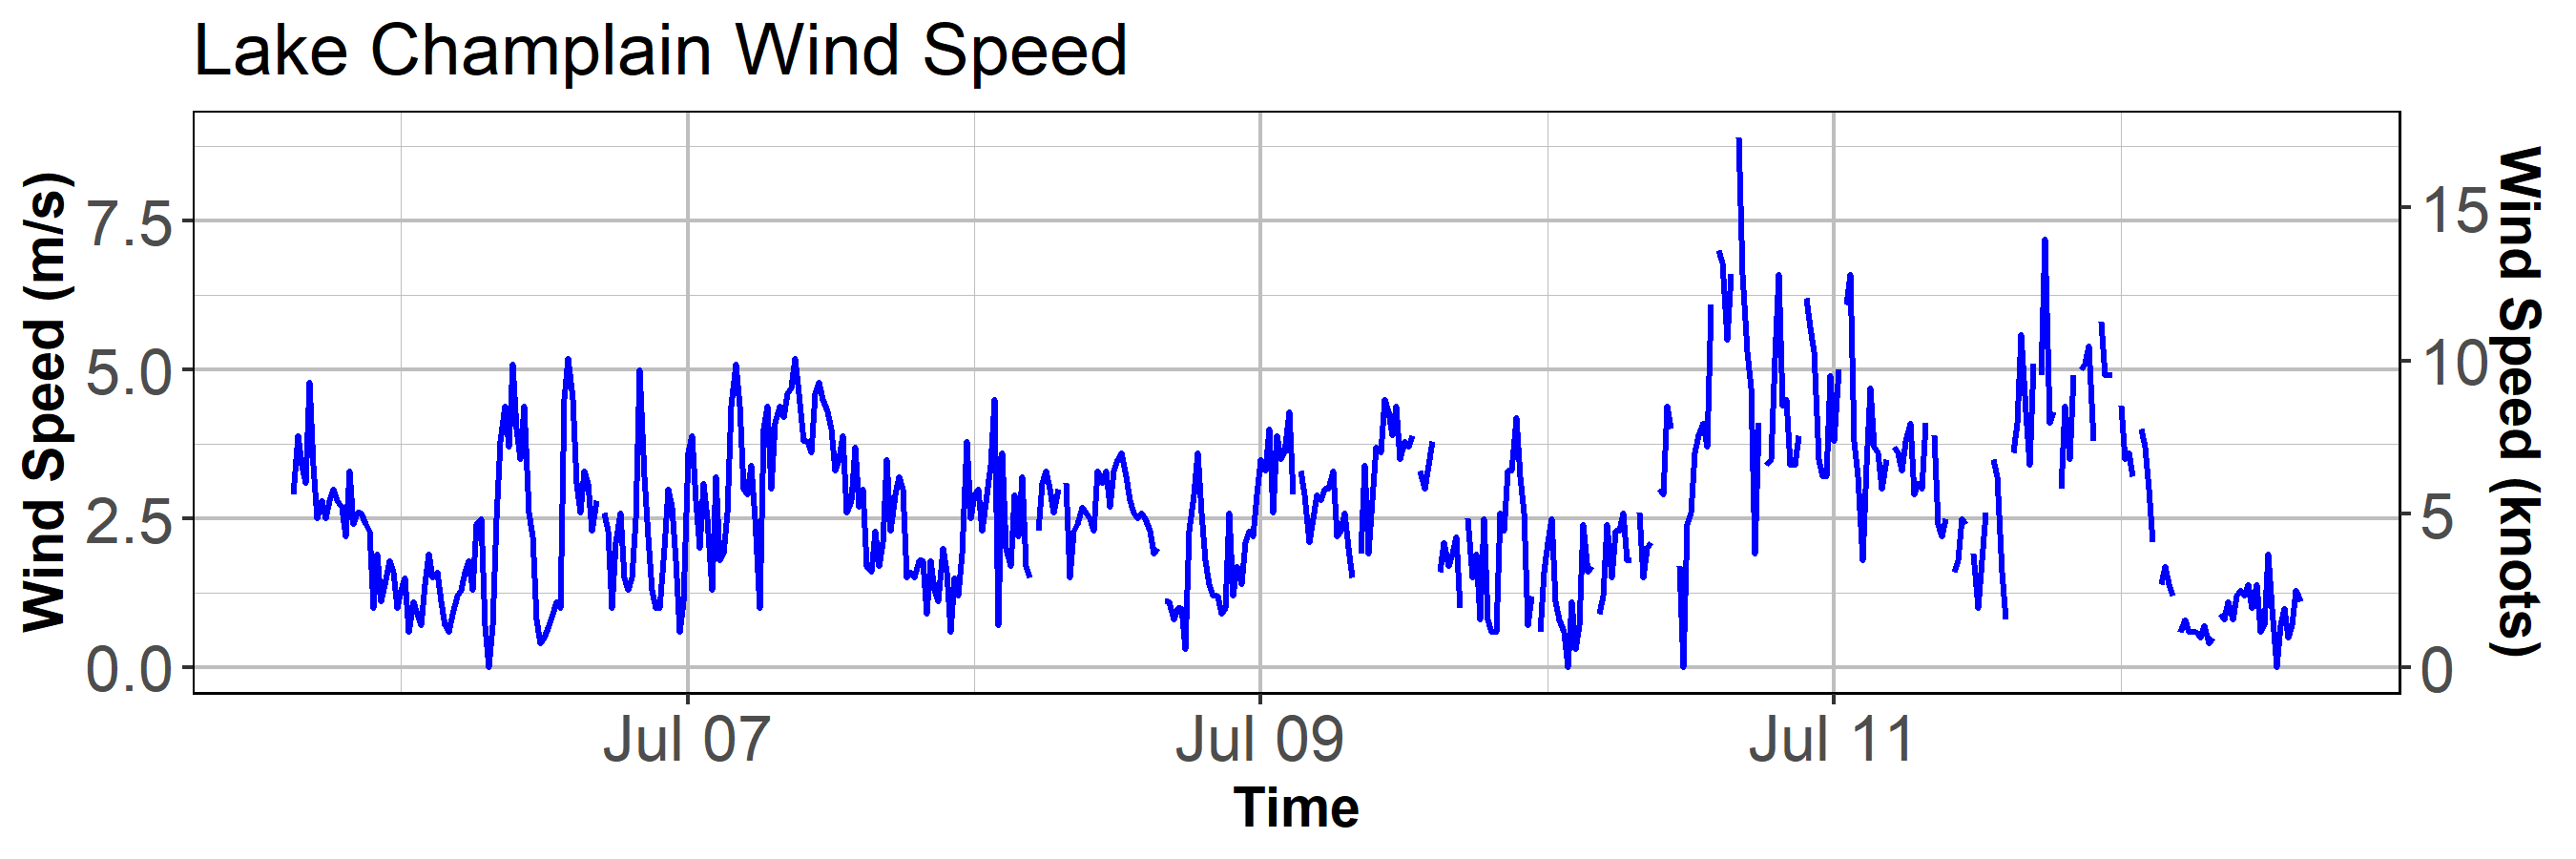 Lake Champlain Wind Speed
Wind Speed (m/s)
7.5
5.0
2.5
0.0
15
10
5
0
Wind Speed (knots)
Jul 07
Jul 09
Jul 11
Time